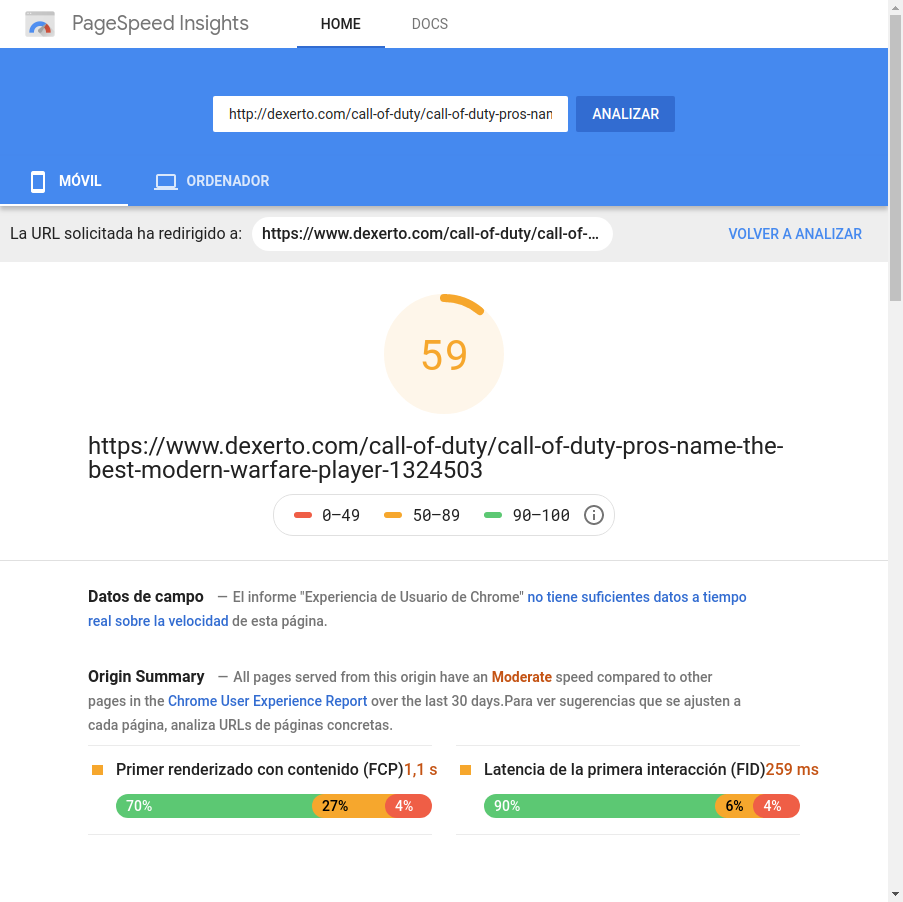 PageSpeed Insights
HOME
DOCS
http://dexerto.com/call-of-duty/call-of-duty-pros-nan
ANALIZAR
MÓVIL
ORDENADOR
La URL solicitada ha redirigido a:
https://www.dexerto.com/call-of-duty/call-of-...
VOLVER A ANALIZAR
59
https://www.dexerto.com/call-of-duty/call-of-duty-pros-name-the-
best-modern-warfare-player-1324503
0–49
50–89
90–100
Datos de campo — El informe "Experiencia de Usuario de Chrome" no tiene suficientes datos a tiempo
real sobre la velocidad de esta página.
Origin Summary — All pages served from this origin have an Moderate speed compared to other
pages in the Chrome User Experience Report over the last 30 days.Para ver sugerencias que se ajusten a
cada página, analiza URLs de páginas concretas.
Primer renderizado con contenido (FCP)1,1 s
70% 27% 4%
Latencia de la primera interacción (FID)259 ms
90% 6% 4%